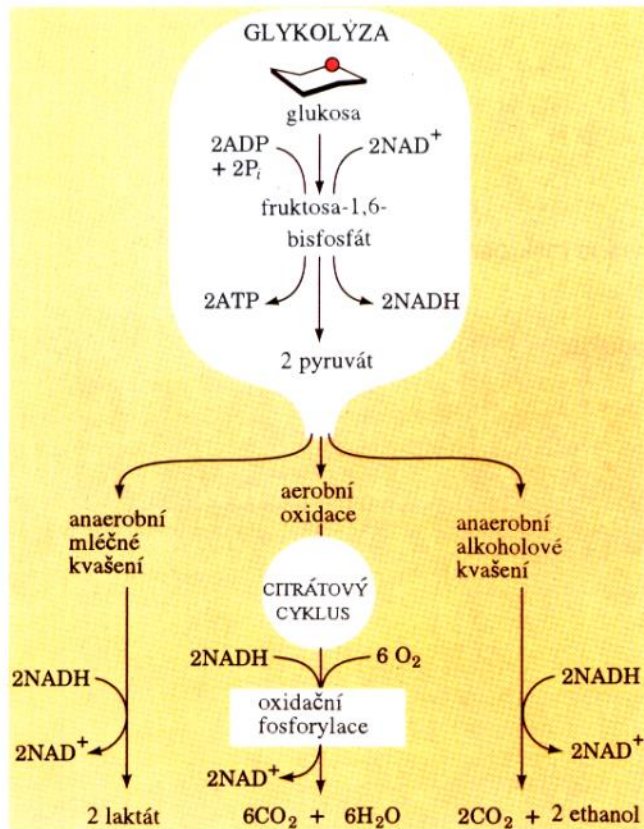 GLYKOLÝZA
glukosa
2ADP
+ 2Pi
2NAD+
fruktosa-1,6-
bisfosfát
2ATP
2NADH
2 pyruvát
anaerobní
mléčné
kvašení
aerobní
oxidace
anaerobní
alkoholové
kvašení
CITRÁTOVÝ
CYKLUS
2NADH
2NADH
6 O2
2NADH
oxidační
fosforylace
2NAD+
2NAD+
2NAD+
2 laktát
6CO2 + 6H2O
2CO2 + 2 ethanol